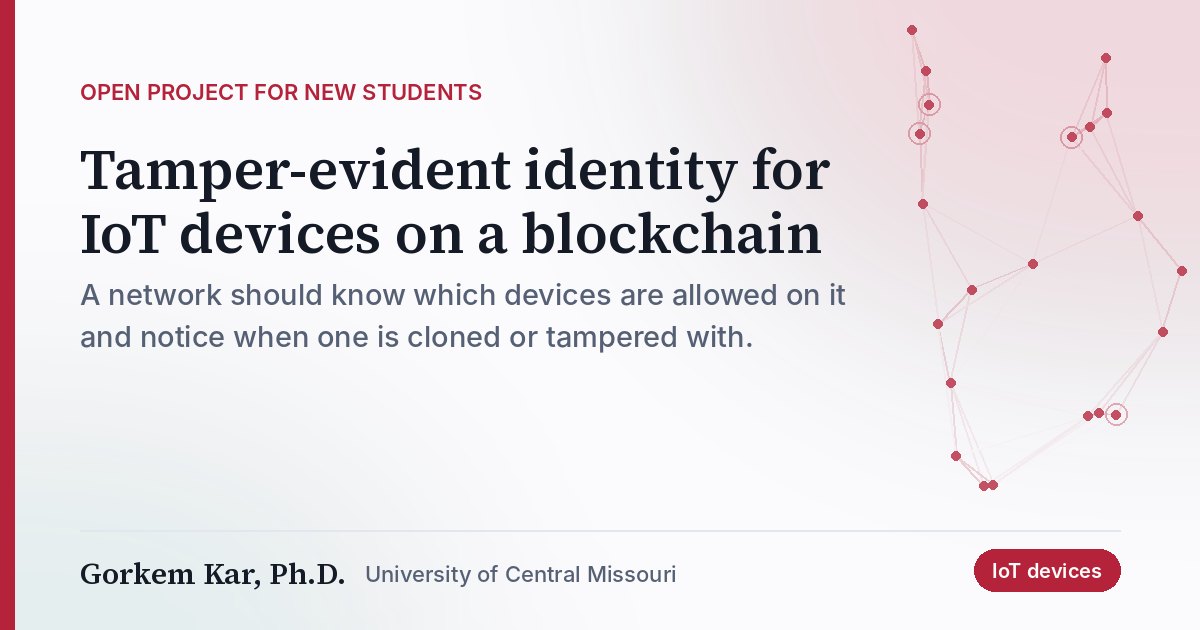 OPEN PROJECT FOR NEW STUDENTS
Tamper-evident identity for
IoT devices on a blockchain
A network should know which devices are allowed on it
and notice when one is cloned or tampered with.
Gorkem Kar, Ph.D. University of Central Missouri
IoT devices